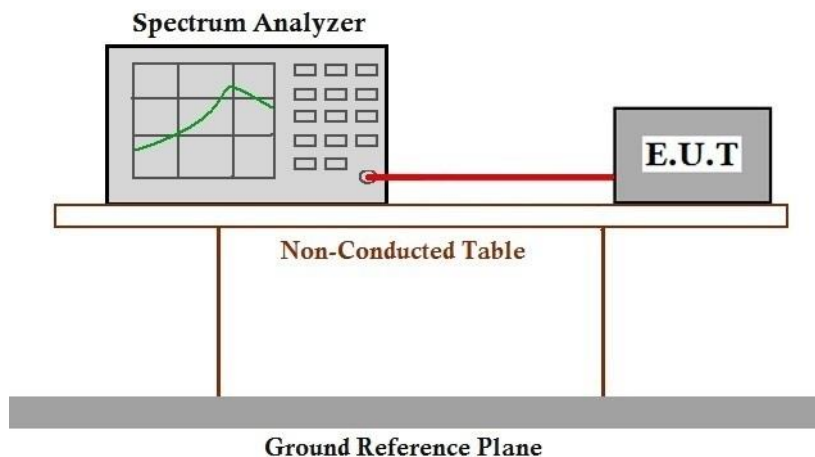 Spectrum Analyzer
E.U.T
Non-Conducted Table
Ground Reference Plane